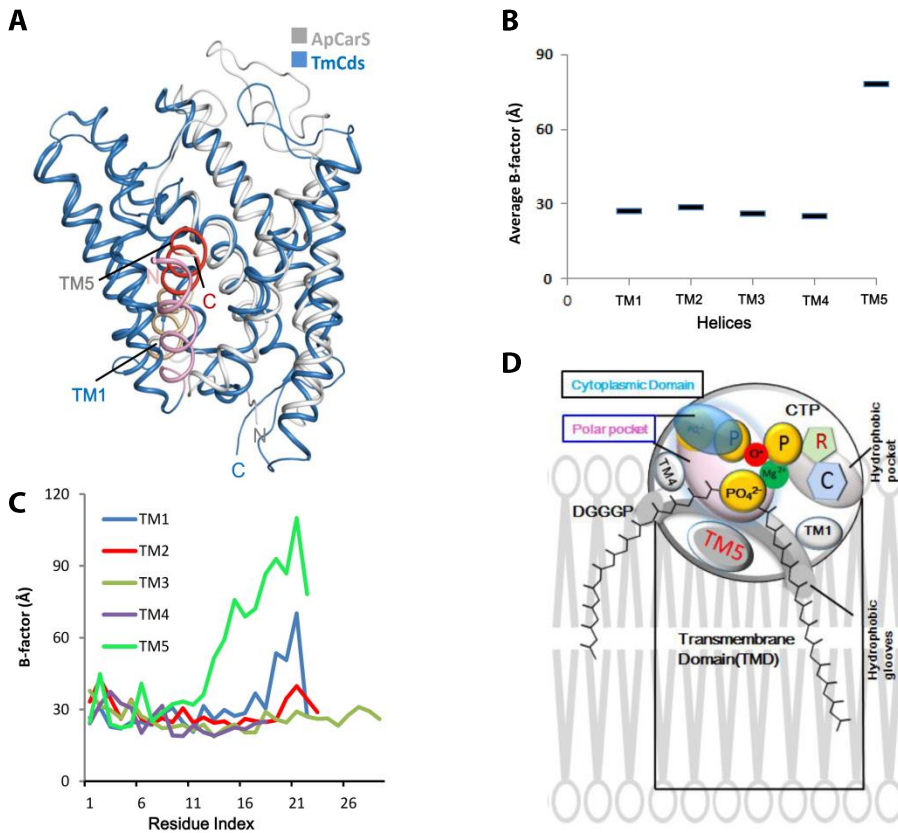 A
ApCarS
TmCds
TM5
N
C
TM1
N
C
B
90
60
30
0
Average B-factor (Å)
0
TM1
TM2
TM3
TM4
TM5
Helices
C
120
90
60
30
0
B-factor (Å)
TM1
TM2
TM3
TM4
TM5
1
6
11
16
21
26
Residue Index
D
Cytoplasmic Domain
Polar pocket
CTP
P
P
R
C
Mg²⁺
PO₄²⁻
TM4
DGGGP
TM1
TM5
Hydrophobic
pocket
Transmembrane
Domain(TMD)
Hydrophobic
glooves